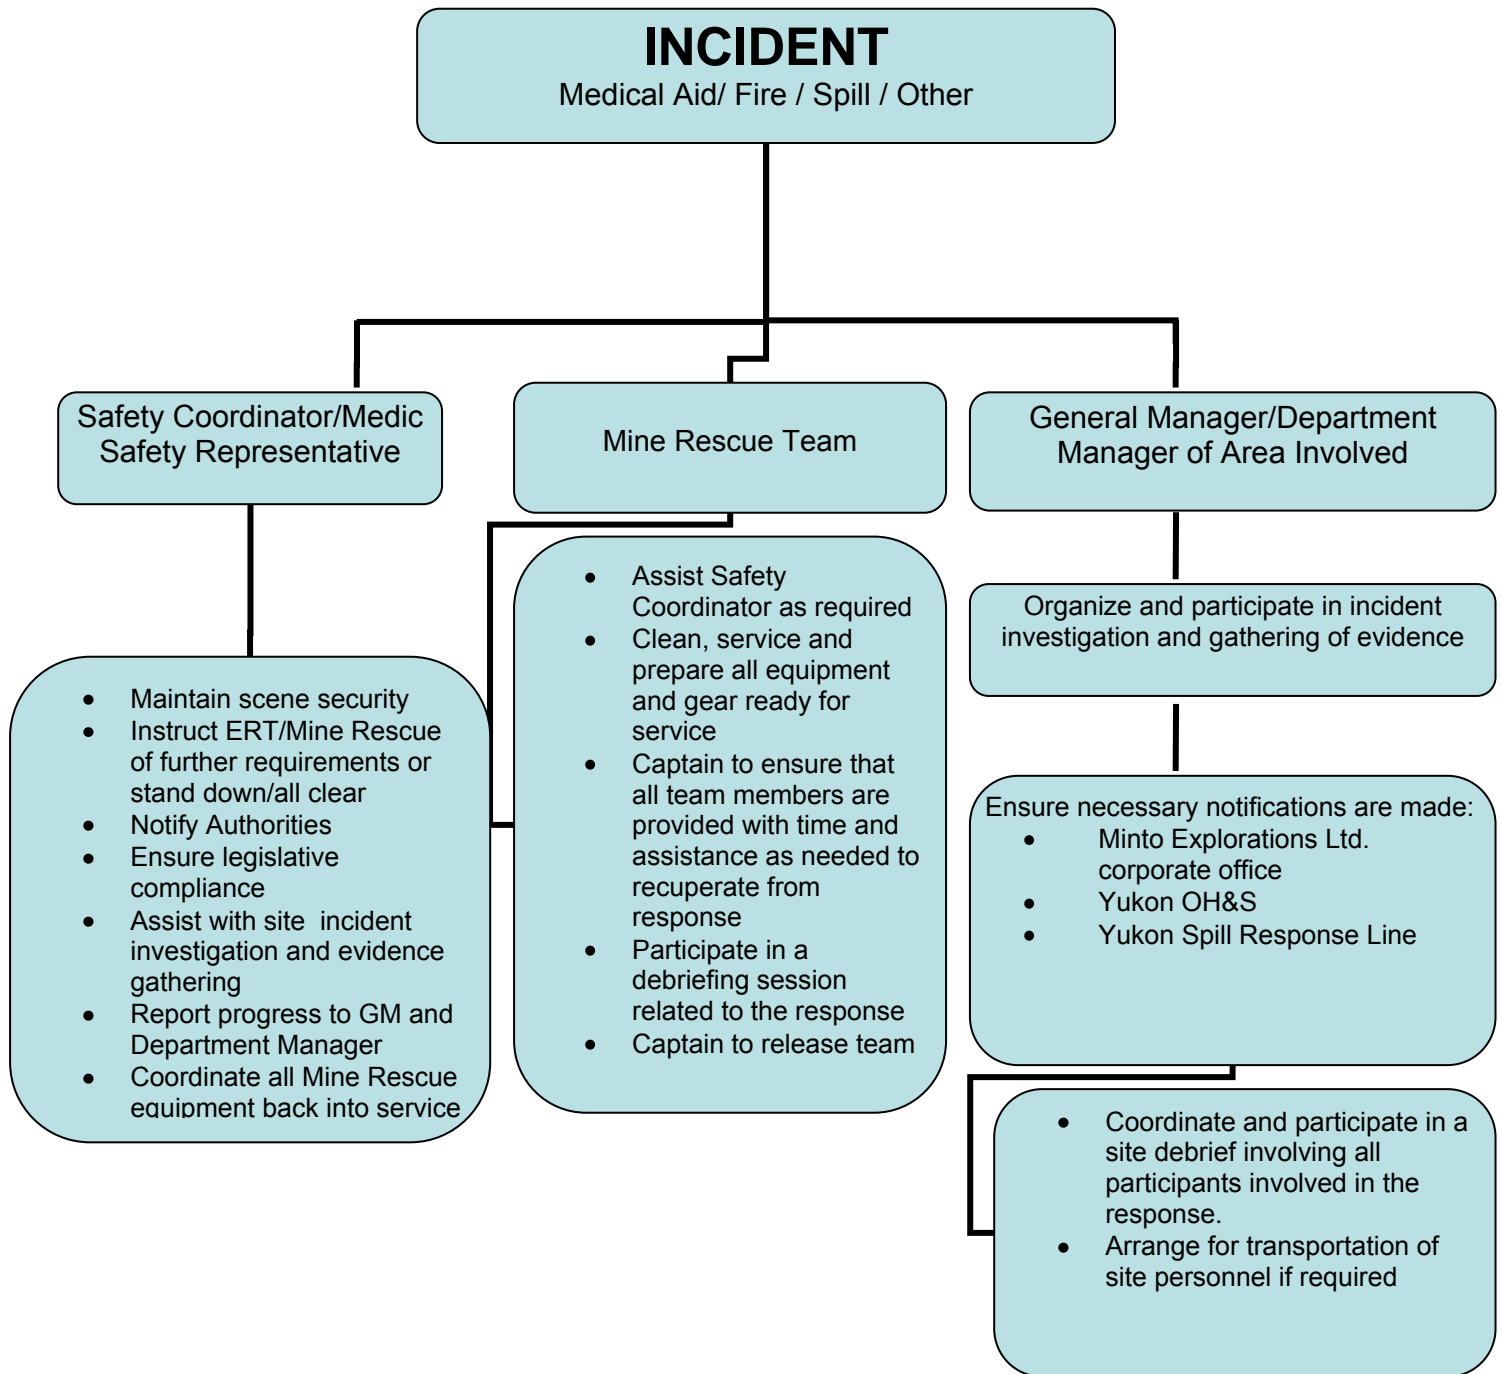 INCIDENT
Medical Aid/ Fire / Spill / Other
Safety Coordinator/Medic
Safety Representative
Mine Rescue Team
General Manager/Department
Manager of Area Involved
• Maintain scene security
• Instruct ERT/Mine Rescue
of further requirements or
stand down/all clear
• Notify Authorities
• Ensure legislative
compliance
• Assist with site incident
investigation and evidence
gathering
• Report progress to GM and
Department Manager
• Coordinate all Mine Rescue
equipment back into service
• Assist Safety
Coordinator as required
• Clean, service and
prepare all equipment
and gear ready for
service
• Captain to ensure that
all team members are
provided with time and
assistance as needed to
recuperate from
response
• Participate in a
debriefing session
related to the response
• Captain to release team
Organize and participate in incident
investigation and gathering of evidence
Ensure necessary notifications are made:
• Minto Explorations Ltd.
corporate office
• Yukon OH&S
• Yukon Spill Response Line
• Coordinate and participate in a
site debrief involving all
participants involved in the
response.
• Arrange for transportation of
site personnel if required